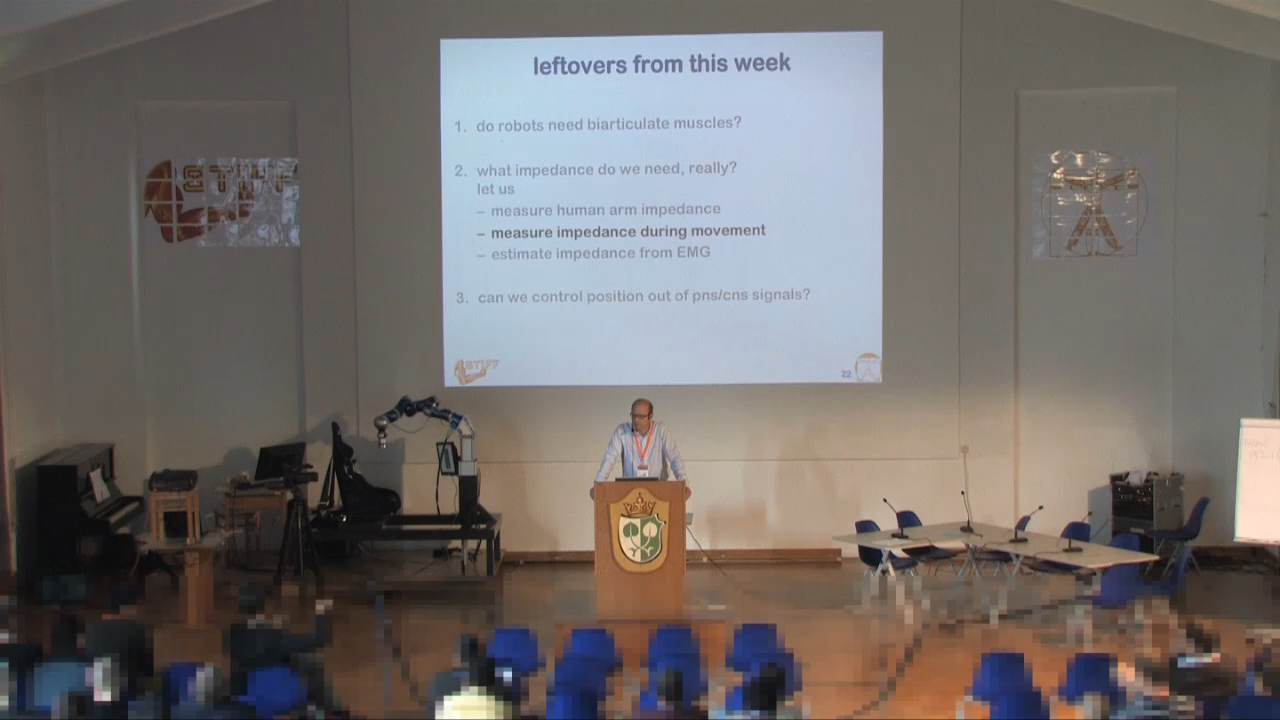 leftovers from this week
1. do robots need biarticulate muscles?
2. what impedance do we need, really?
let us
– measure human arm impedance
– measure impedance during movement
– estimate impedance from EMG
3. can we control position out of pns/cns signals?
STIFF
22
STIFF